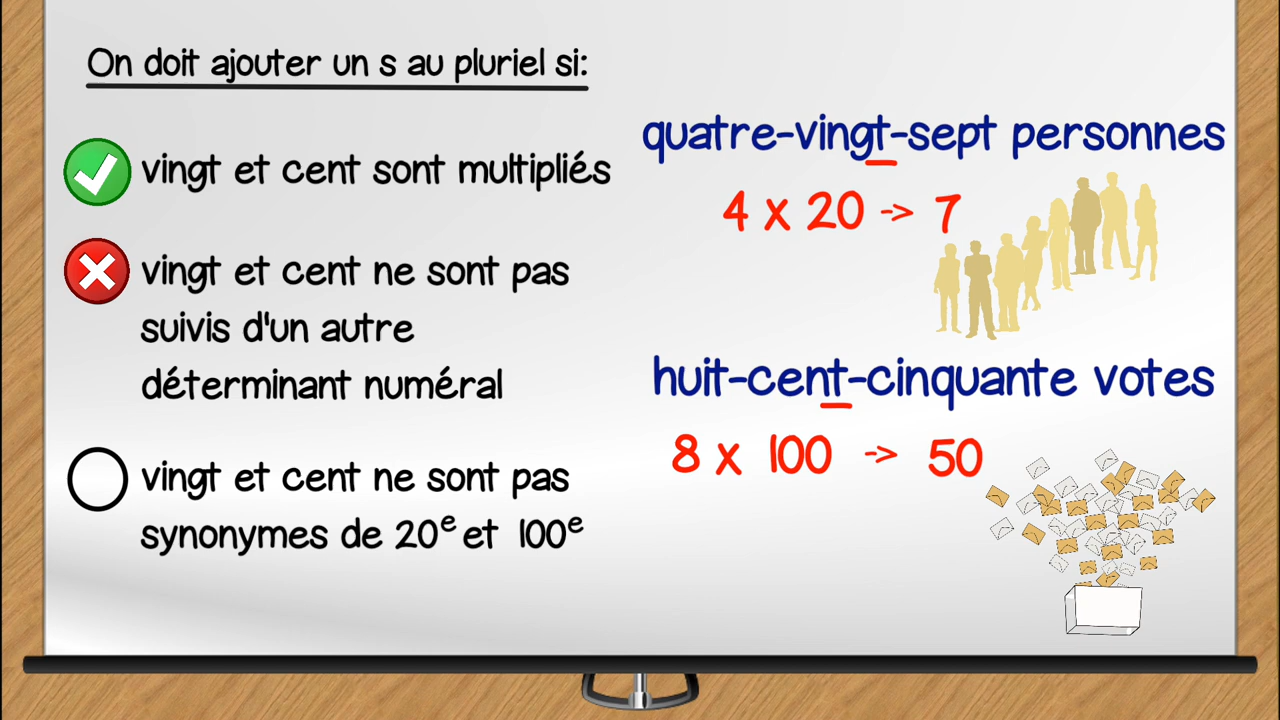 On doit ajouter un s au pluriel si:
vingt et cent sont multipliés
vingt et cent ne sont pas
suivis d'un autre
déterminant numéral
vingt et cent ne sont pas
synonymes de 20e et 100e
quatre-vingt-sept personnes
4 x 20 -> 7
huit-cent-cinquante votes
8 x 100 -> 50